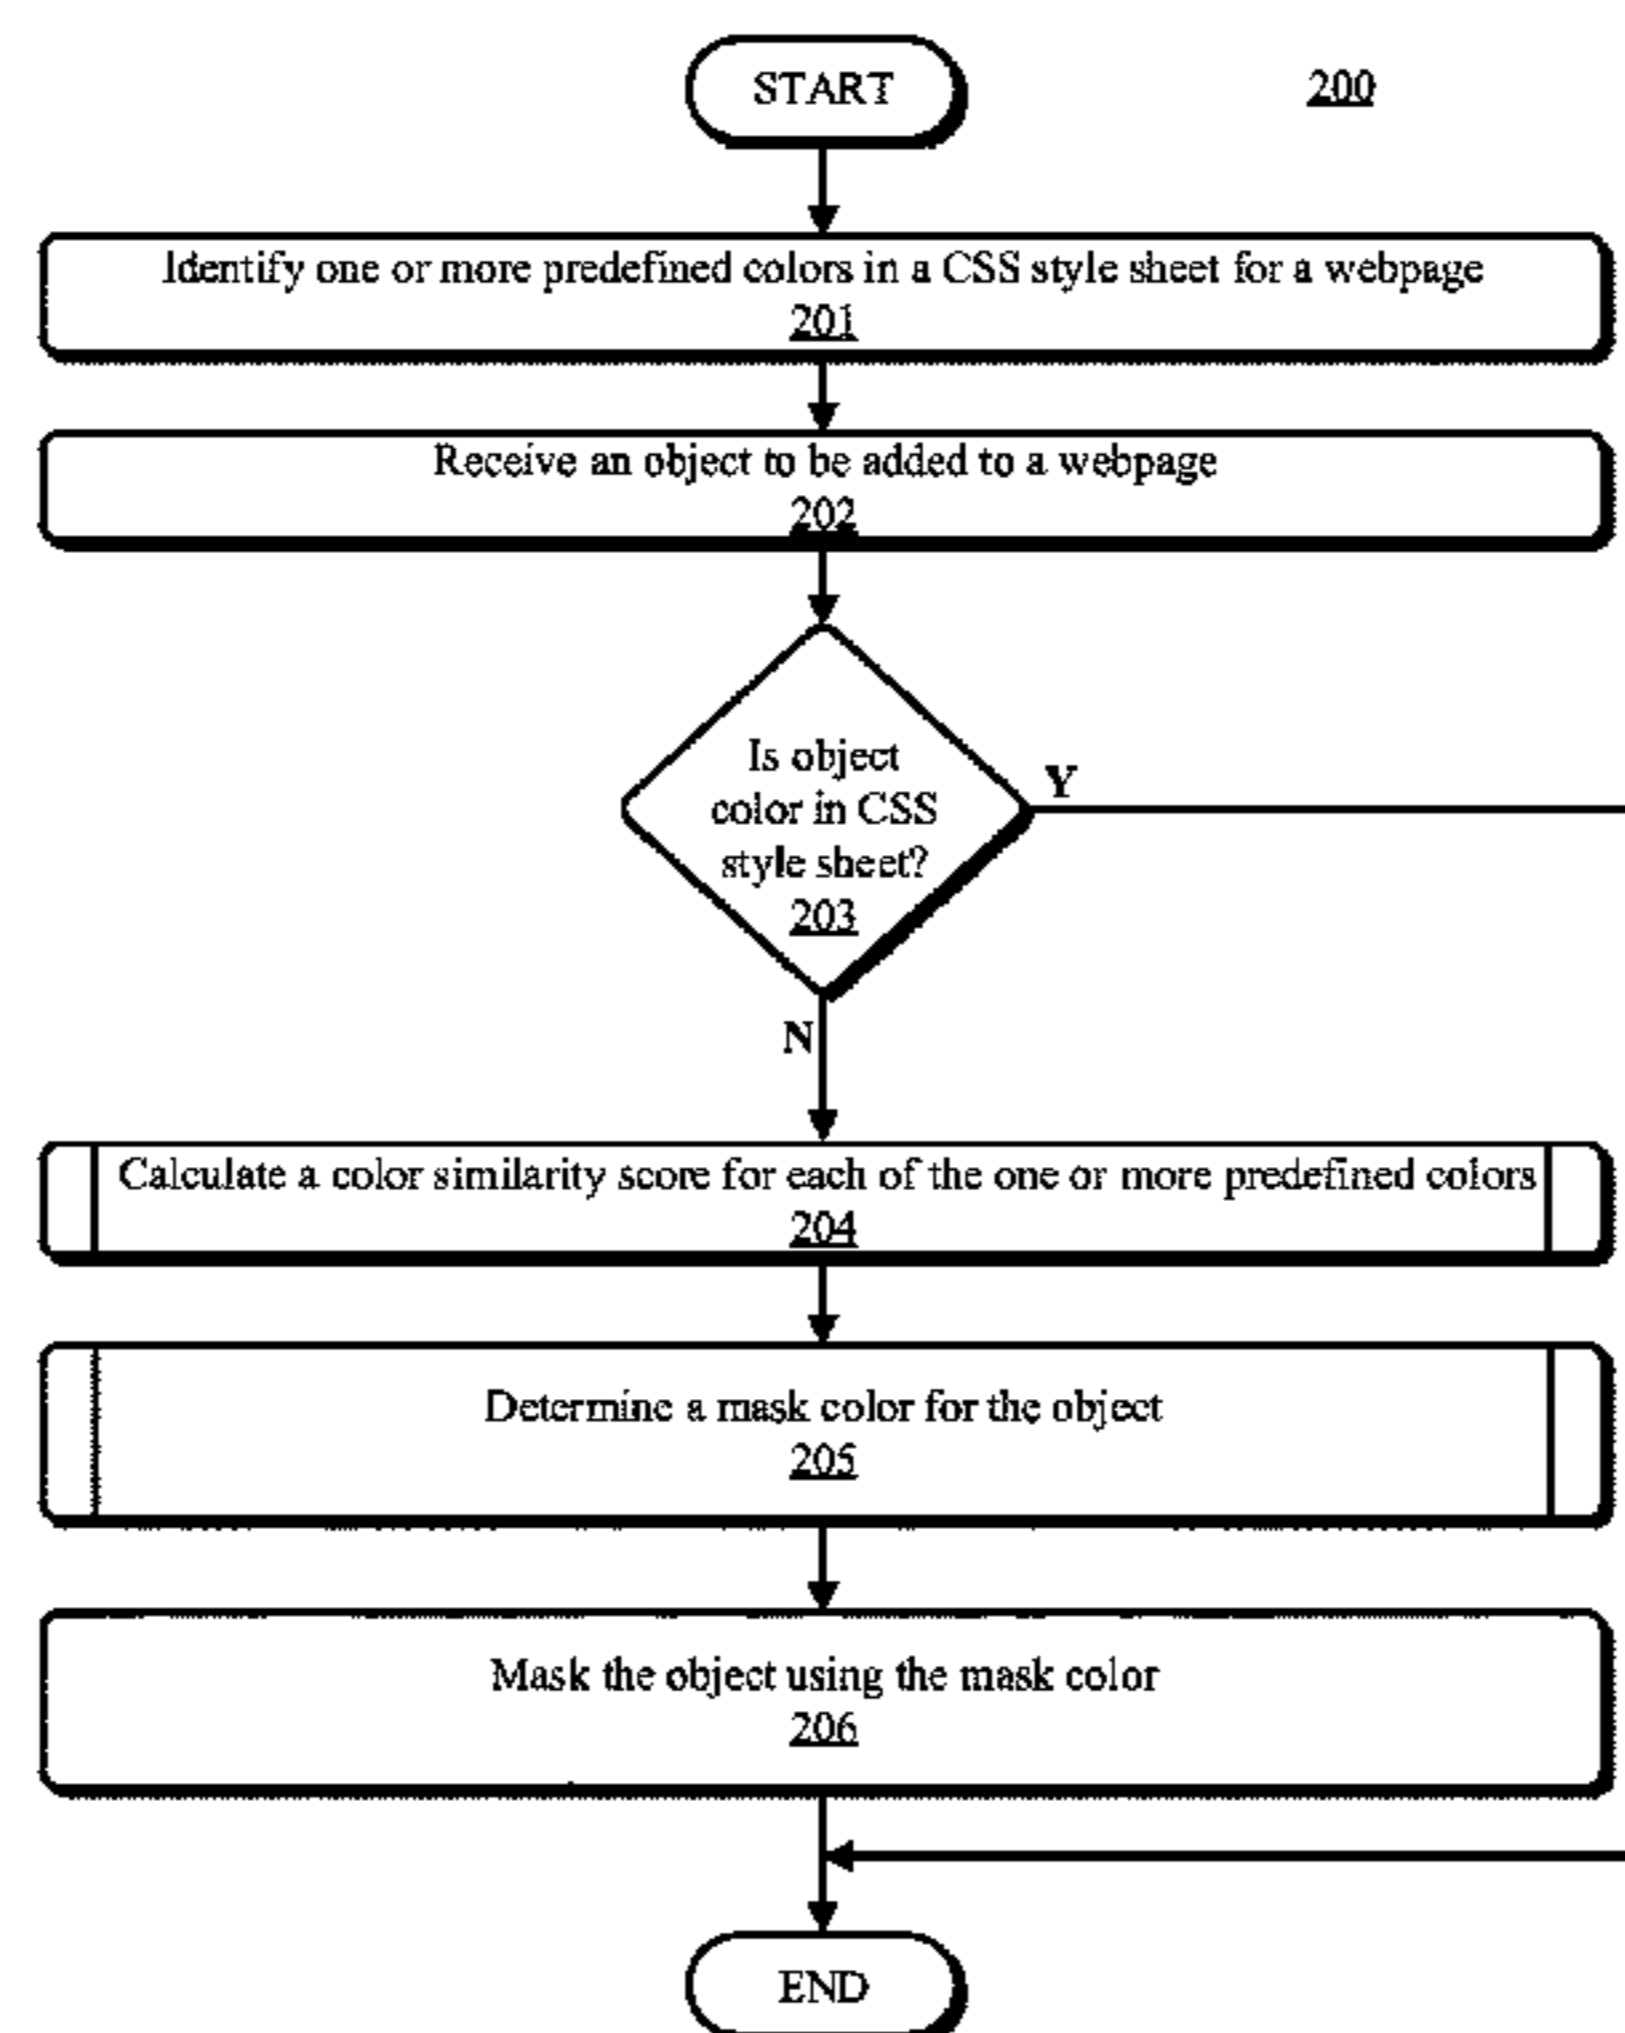 START
200
Identify one or more predefined colors in a CSS style sheet for a webpage
201
Receive an object to be added to a webpage
202
Is object
color in CSS
style sheet?
203
Y
N
Calculate a color similarity score for each of the one or more predefined colors
204
Determine a mask color for the object
205
Mask the object using the mask color
206
END